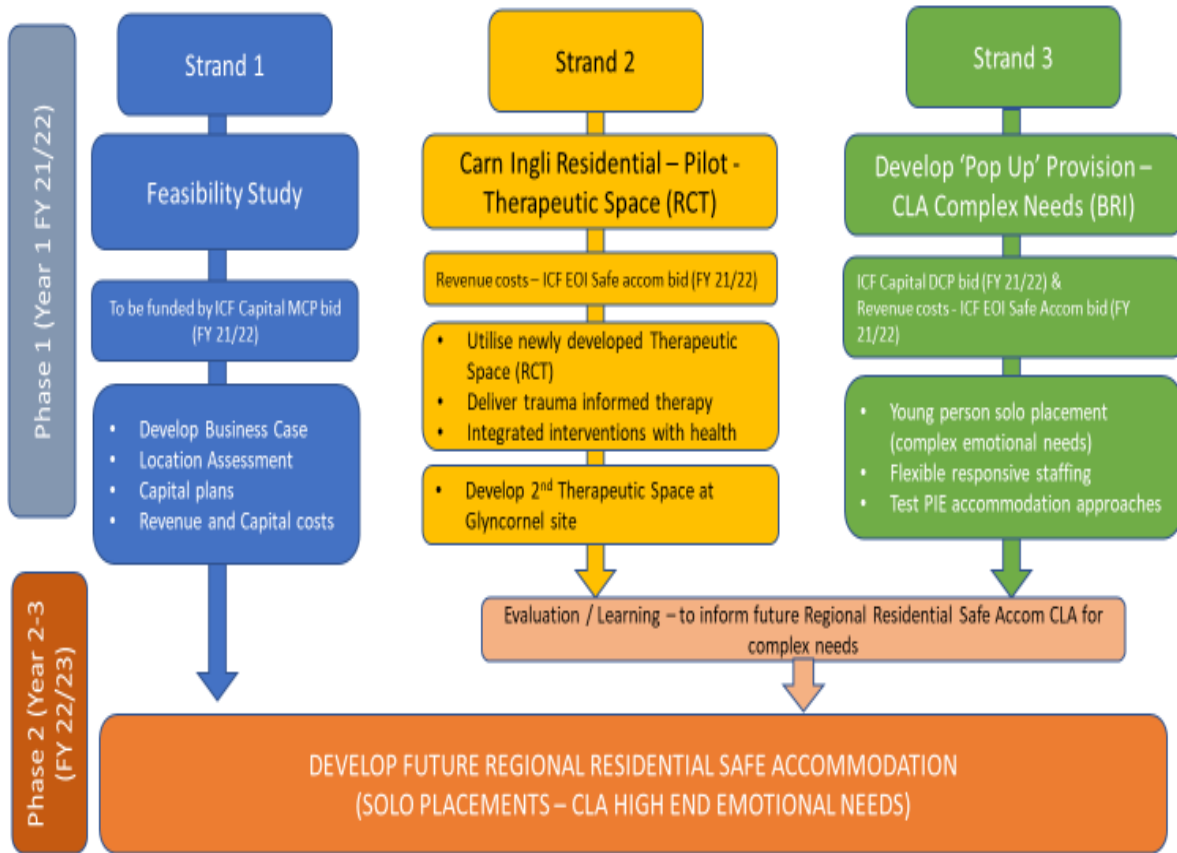 Phase 1 (Year 1 FY 21/22)
Strand 1
Feasibility Study
To be funded by ICF Capital MCP bid
(FY 21/22)
• Develop Business Case
• Location Assessment
• Capital plans
• Revenue and Capital costs
Strand 2
Carn Ingli Residential – Pilot -
Therapeutic Space (RCT)
Revenue costs – ICF EOI Safe accom bid (FY 21/22)
• Utilise newly developed Therapeutic
Space (RCT)
• Deliver trauma informed therapy
• Integrated interventions with health
• Develop 2nd Therapeutic Space at
Glyncornel site
Strand 3
Develop ‘Pop Up’ Provision –
CLA Complex Needs (BRI)
ICF Capital DCP bid (FY 21/22) &
Revenue costs - ICF EOI Safe Accom bid (FY
21/22)
• Young person solo placement
(complex emotional needs)
• Flexible responsive staffing
• Test PIE accommodation approaches
Phase 2 (Year 2-3
(FY 22/23)
Evaluation / Learning – to inform future Regional Residential Safe Accom CLA for
complex needs
DEVELOP FUTURE REGIONAL RESIDENTIAL SAFE ACCOMMODATION
(SOLO PLACEMENTS – CLA HIGH END EMOTIONAL NEEDS)